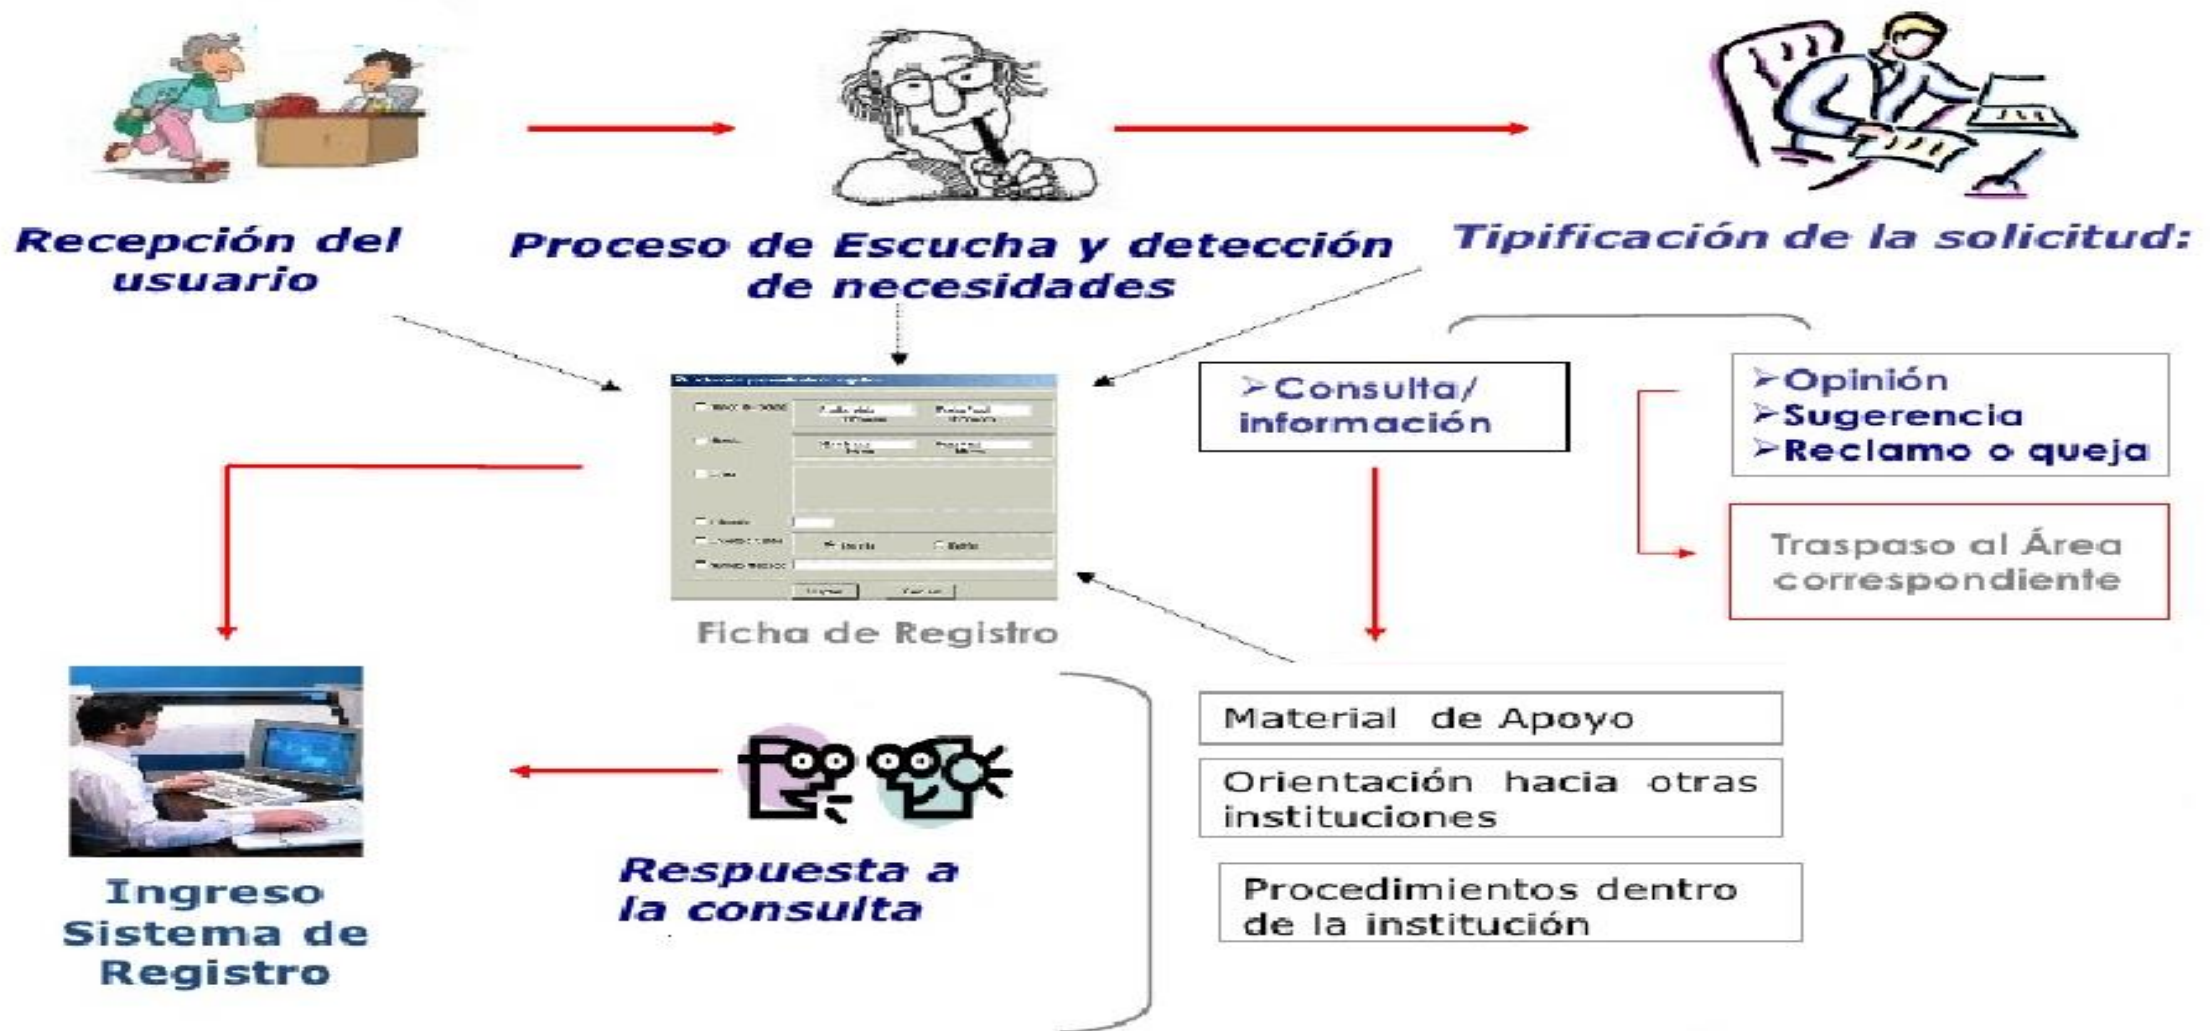 Recepción del
usuario
Proceso de Escucha y detección
de necesidades
Tipificación de la solicitud:
➢Consulta/
información
➢Opinión
➢Sugerencia
➢Reclamo o queja
Traspaso al Área
correspondiente
Ficha de Registro
Material de Apoyo
Orientación hacia otras
instituciones
Procedimientos dentro
de la institución
Respuesta a
la consulta
Ingreso
Sistema de
Registro